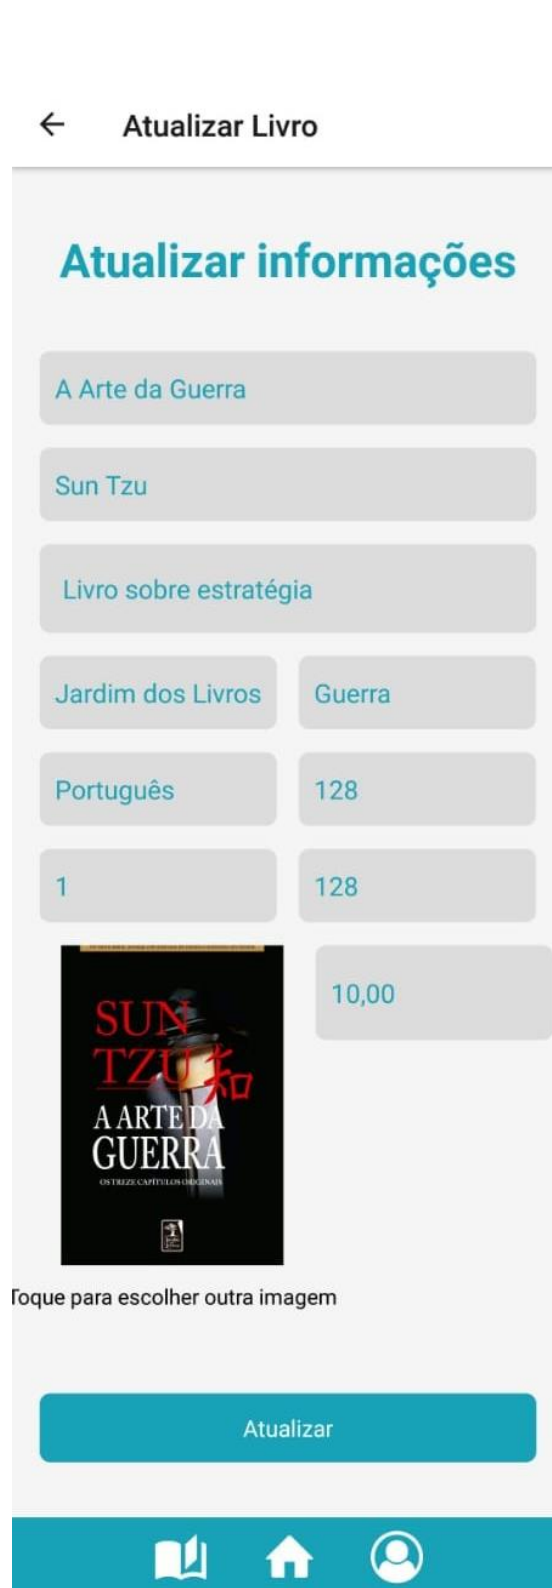 Atualizar Livro
Atualizar informações
A Arte da Guerra
Sun Tzu
Livro sobre estratégia
Jardim dos Livros
Guerra
Português
128
1
128
10,00
SUN
TZU
知
A ARTE DA
GUERRA
OS TREZE CAPÍTULOS ORIGINAIS
Toque para escolher outra imagem
Atualizar